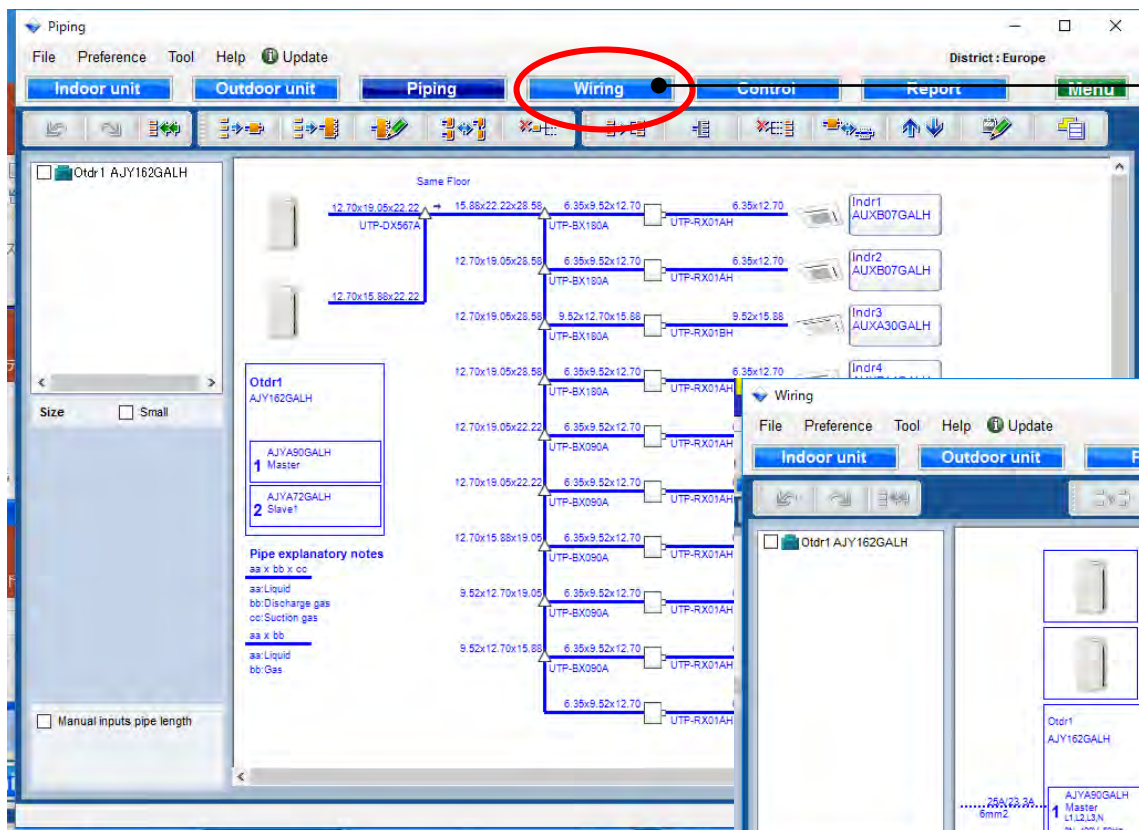 Piping
File Preference Tool Help Update
District : Europe
Indoor unit Outdoor unit Piping Wiring Control Report Menu
Otdr1 AJY162GALH
Size Small
Manual inputs pipe length
Same Floor
12.70x19.05x22.22 → 15.88x22.22x28.58 6.35x9.52x12.70 6.35x12.70
UTP-DX567A UTP-BX180A UTP-RX01AH
Indr1
AUXB07GALH
12.70x19.05x28.58 6.35x9.52x12.70 6.35x12.70
UTP-BX180A UTP-RX01AH
Indr2
AUXB07GALH
12.70x15.88x22.22
12.70x19.05x28.58 9.52x12.70x15.88 9.52x15.88
UTP-BX180A UTP-RX01BH
Indr3
AUXA30GALH
12.70x19.05x28.58 6.35x9.52x12.70 6.35x12.70
UTP-BX180A UTP-RX01AH
Indr4
12.70x19.05x22.22 6.35x9.52x12.70
UTP-BX090A UTP-RX01AH
12.70x19.05x22.22 6.35x9.52x12.70
UTP-BX090A UTP-RX01AH
12.70x15.88x19.05 6.35x9.52x12.70
UTP-BX090A UTP-RX01AH
9.52x12.70x19.05 6.35x9.52x12.70
UTP-BX090A UTP-RX01AH
9.52x12.70x15.88 6.35x9.52x12.70
UTP-BX090A UTP-RX01AH
6.35x9.52x12.70
UTP-RX01AH
Otdr1
AJY162GALH
AJYA90GALH
1 Master
AJYA72GALH
2 Slave1
Pipe explanatory notes
aa x bb x cc
aa:Liquid
bb:Discharge gas
cc:Suction gas
aa x bb
aa:Liquid
bb:Gas
Wiring
File Preference Tool Help Update
Indoor unit Outdoor unit
Otdr1 AJY162GALH
Otdr1
AJY162GALH
25A/23.3A
6mm2
AJYA90GALH
1 Master
L1,L2,L3,N